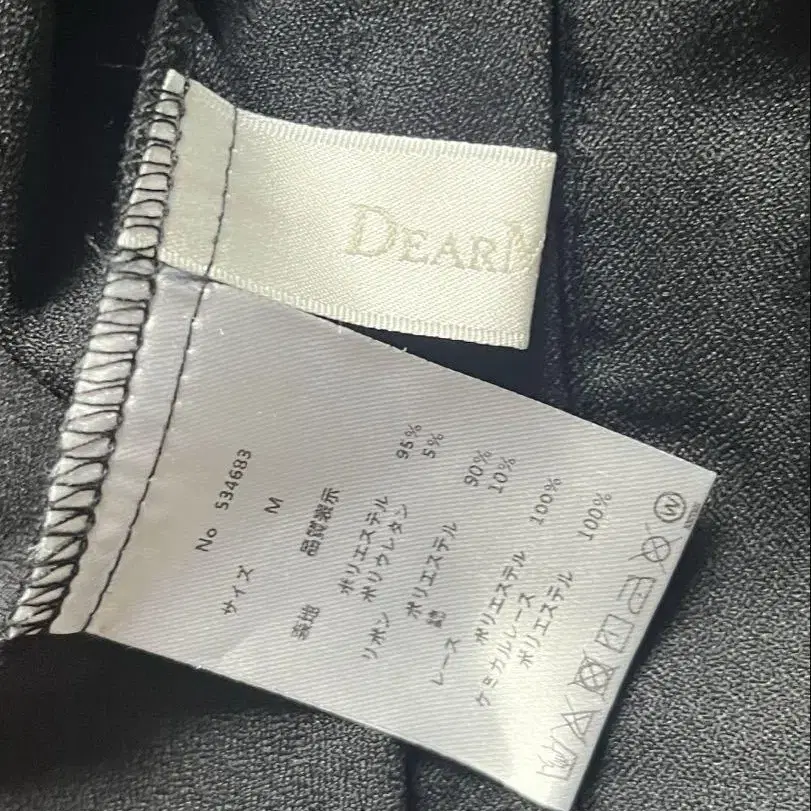 DEARM
No 534683
サイズ M
品質表示
表地 ポリエステル 95%
ポリウレタン 5%
リボン ポリエステル 90%
綿 10%
レース ポリエステル 100%
ケミカルレース
ポリエステル 100%
W